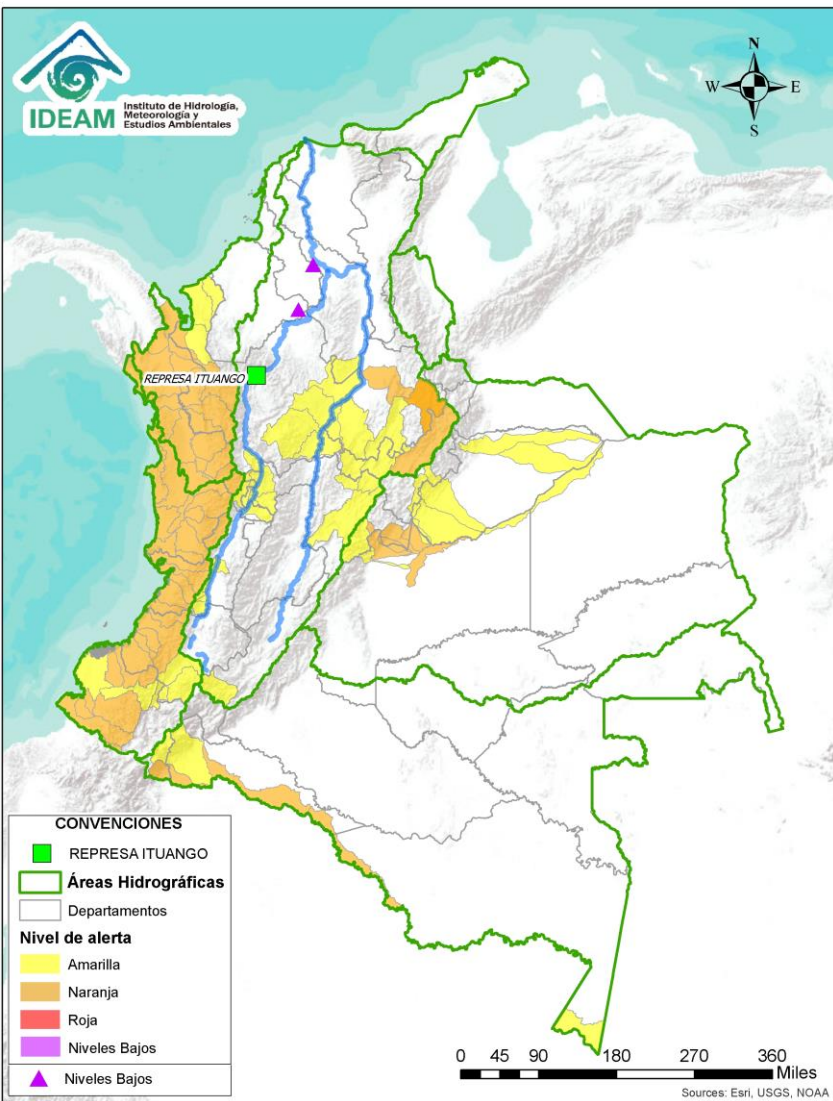 IDEAM
Instituto de Hidrología,
Meteorología y
Estudios Ambientales
N
W
E
S
REPRESA ITUANGO
CONVENCIONES
REPRESA ITUANGO
Áreas Hidrográficas
Departamentos
Nivel de alerta
Amarilla
Naranja
Roja
Niveles Bajos
Niveles Bajos
0 45 90 180 270 360
Miles
Sources: Esri, USGS, NOAA